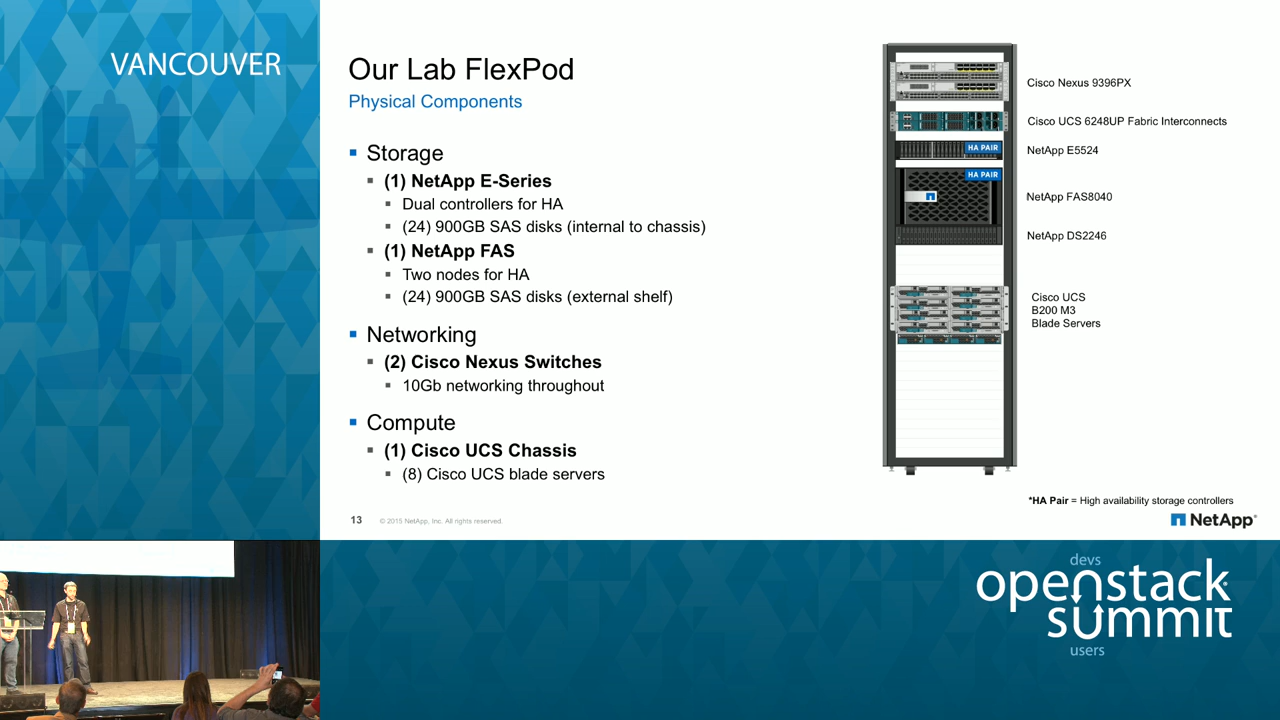 VANCOUVER
Our Lab FlexPod
Physical Components
Storage
(1) NetApp E-Series
Dual controllers for HA
(24) 900GB SAS disks (internal to chassis)
(1) NetApp FAS
Two nodes for HA
(24) 900GB SAS disks (external shelf)
Networking
(2) Cisco Nexus Switches
10Gb networking throughout
Compute
(1) Cisco UCS Chassis
(8) Cisco UCS blade servers
13
© 2015 NetApp, Inc. All rights reserved.
Cisco Nexus 9396PX
Cisco UCS 6248UP Fabric Interconnects
HA PAIR
NetApp E5524
HA PAIR
NetApp FAS8040
NetApp DS2246
Cisco UCS
B200 M3
Blade Servers
*HA Pair = High availability storage controllers
NetApp
devs
openstack
summit
users